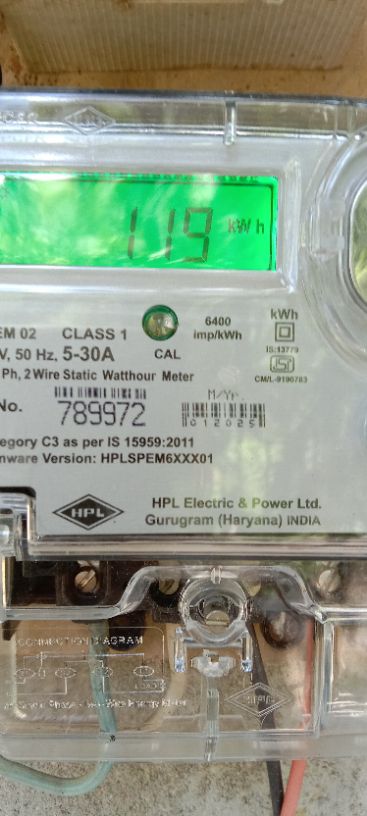 119 kWh
6400
imp/kWh
kWh
EM 02 CLASS 1
V, 50 Hz, 5-30A
CAL
IS:13779
Ph, 2 Wire Static Watthour Meter
CM/L-9190783
No. 789972
M/Yr.
012025
tegory C3 as per IS 15959:2011
mware Version: HPLSPEM6XXX01
HPL
HPL Electric & Power Ltd.
Gurugram (Haryana) INDIA
CONNECTION DIAGRAM